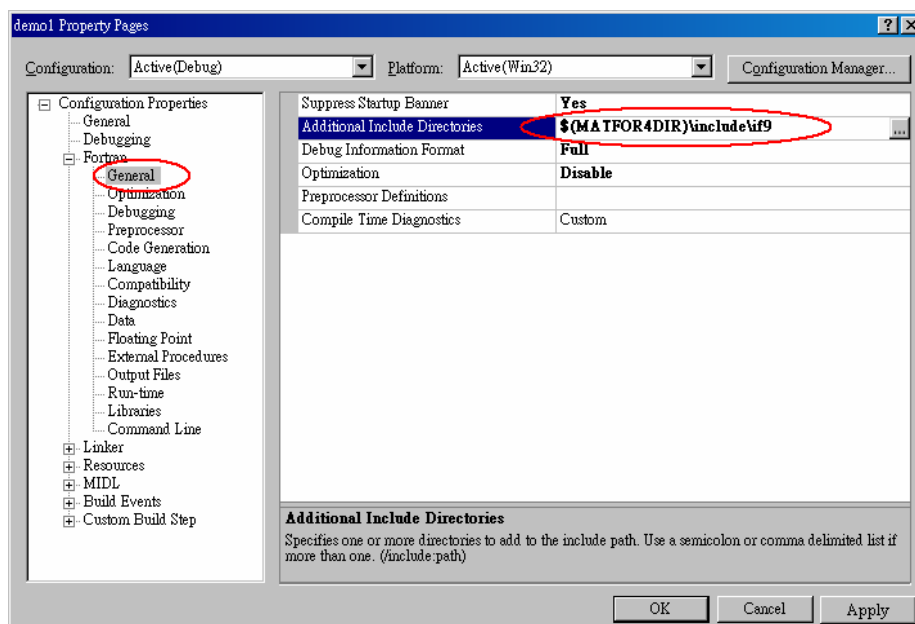 demo1 Property Pages
Configuration: Active(Debug) Platform: Active(Win32) Configuration Manager...
Configuration Properties
General
Debugging
Fortran
General
Optimization
Debugging
Preprocessor
Code Generation
Language
Compatibility
Diagnostics
Data
Floating Point
External Procedures
Output Files
Run-time
Libraries
Command Line
Linker
Resources
MIDL
Build Events
Custom Build Step
Suppress Startup Banner Yes
Additional Include Directories $(MATFOR4DIR)\include\if9 ...
Debug Information Format Full
Optimization Disable
Preprocessor Definitions
Compile Time Diagnostics Custom
Additional Include Directories
Specifies one or more directories to add to the include path. Use a semicolon or comma delimited list if
more than one. (/include:path)
OK Cancel Apply